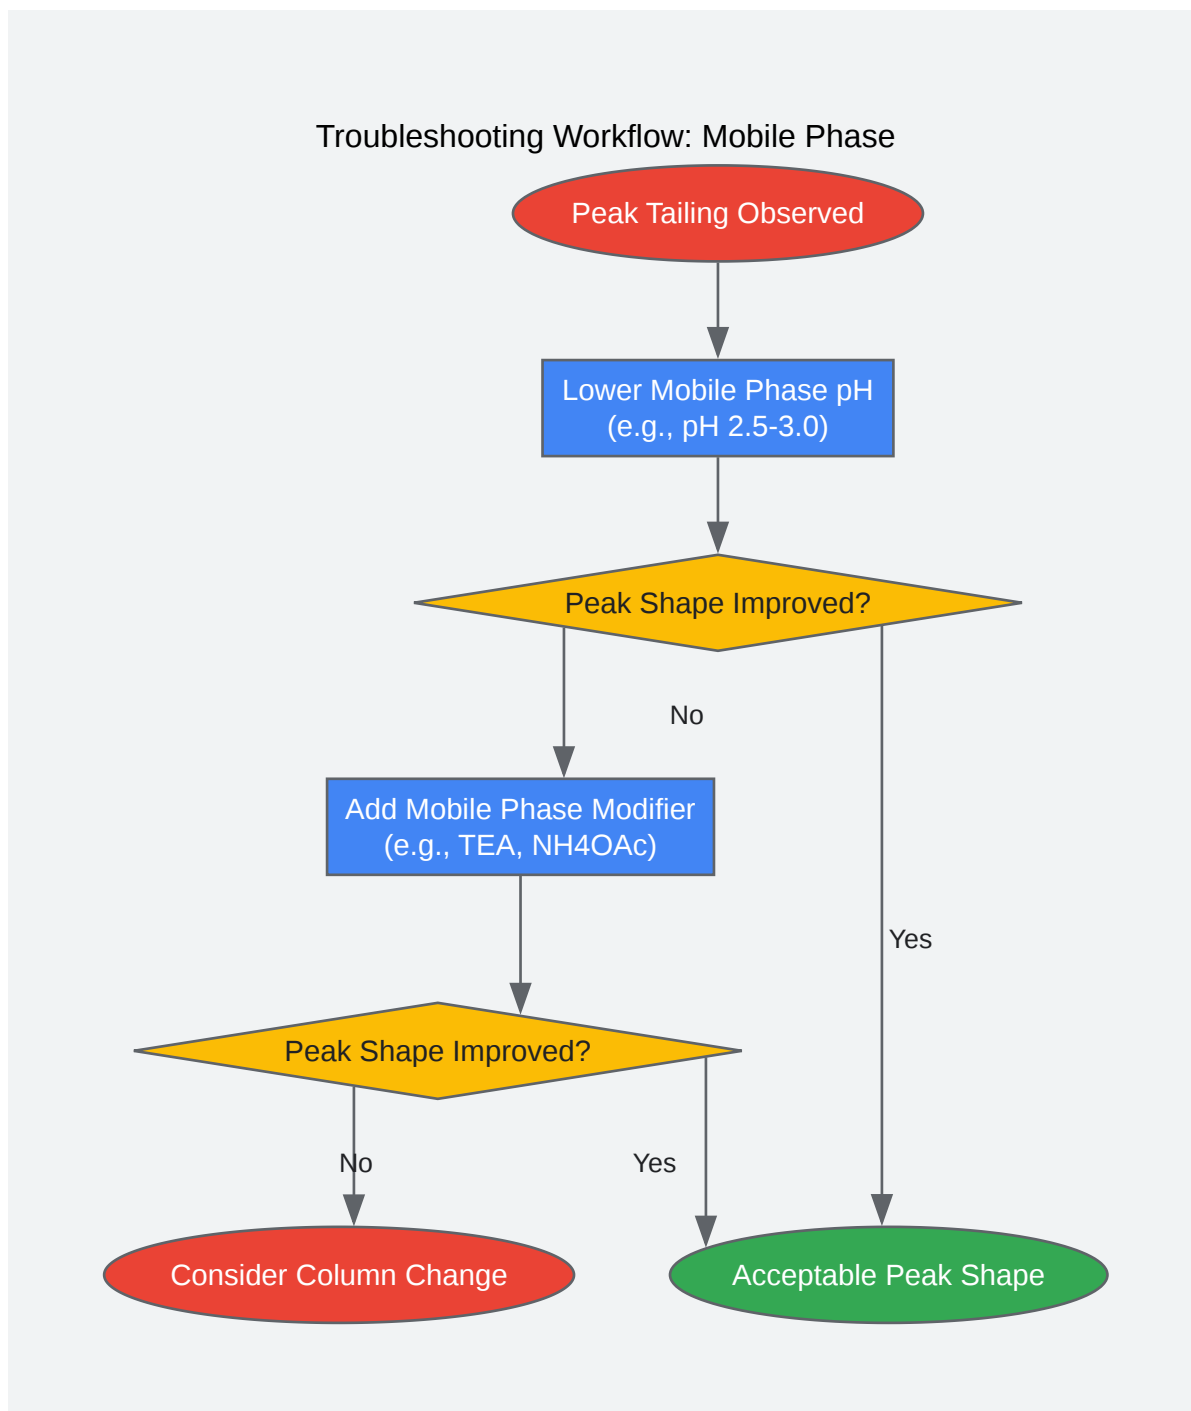 Troubleshooting Workflow: Mobile Phase
Peak Tailing Observed
Lower Mobile Phase pH
(e.g., pH 2.5-3.0)
Peak Shape Improved?
No
Add Mobile Phase Modifier
(e.g., TEA, NH4OAc)
Yes
Peak Shape Improved?
No
Yes
Consider Column Change
Acceptable Peak Shape